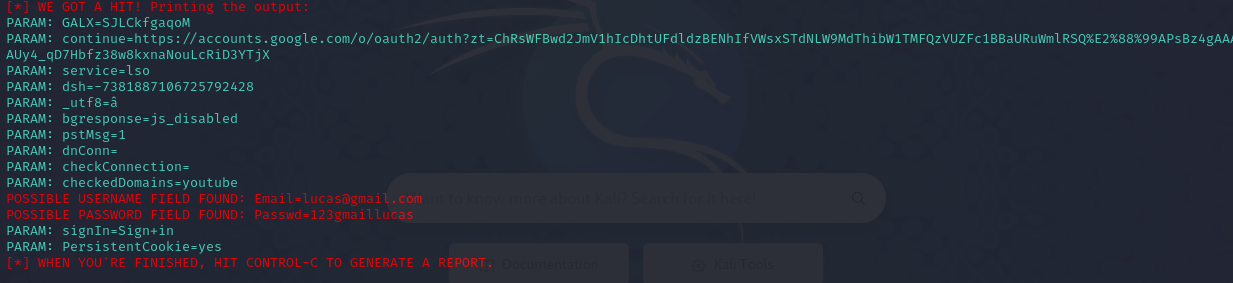 [*] WE GOT A HIT! Printing the output:
PARAM: GALX=SJLCkfgaqoM
PARAM: continue=https://accounts.google.com/o/oauth2/auth?zt=ChRsWFBwd2JmV1hIcDhtUFdldzBENhIfVWsxSTdNLW9MdThibW1TMFQzVUZFc1BBaURuWmlRSQ%E2%88%99APsBz4gAAA
AUy4_qD7Hbfz38w8kxnaNouLcRiD3YTjX
PARAM: service=lso
PARAM: dsh=-7381887106725792428
PARAM: _utf8=â
PARAM: bgresponse=js_disabled
PARAM: pstMsg=1
PARAM: dnConn=
PARAM: checkConnection=
PARAM: checkedDomains=youtube
POSSIBLE USERNAME FIELD FOUND: Email=lucas@gmail.com
POSSIBLE PASSWORD FIELD FOUND: Passwd=123gmaillucas
PARAM: signIn=Sign+in
PARAM: PersistentCookie=yes
[*] WHEN YOU'RE FINISHED, HIT CONTROL-C TO GENERATE A REPORT.
Documentation
Kali Tools